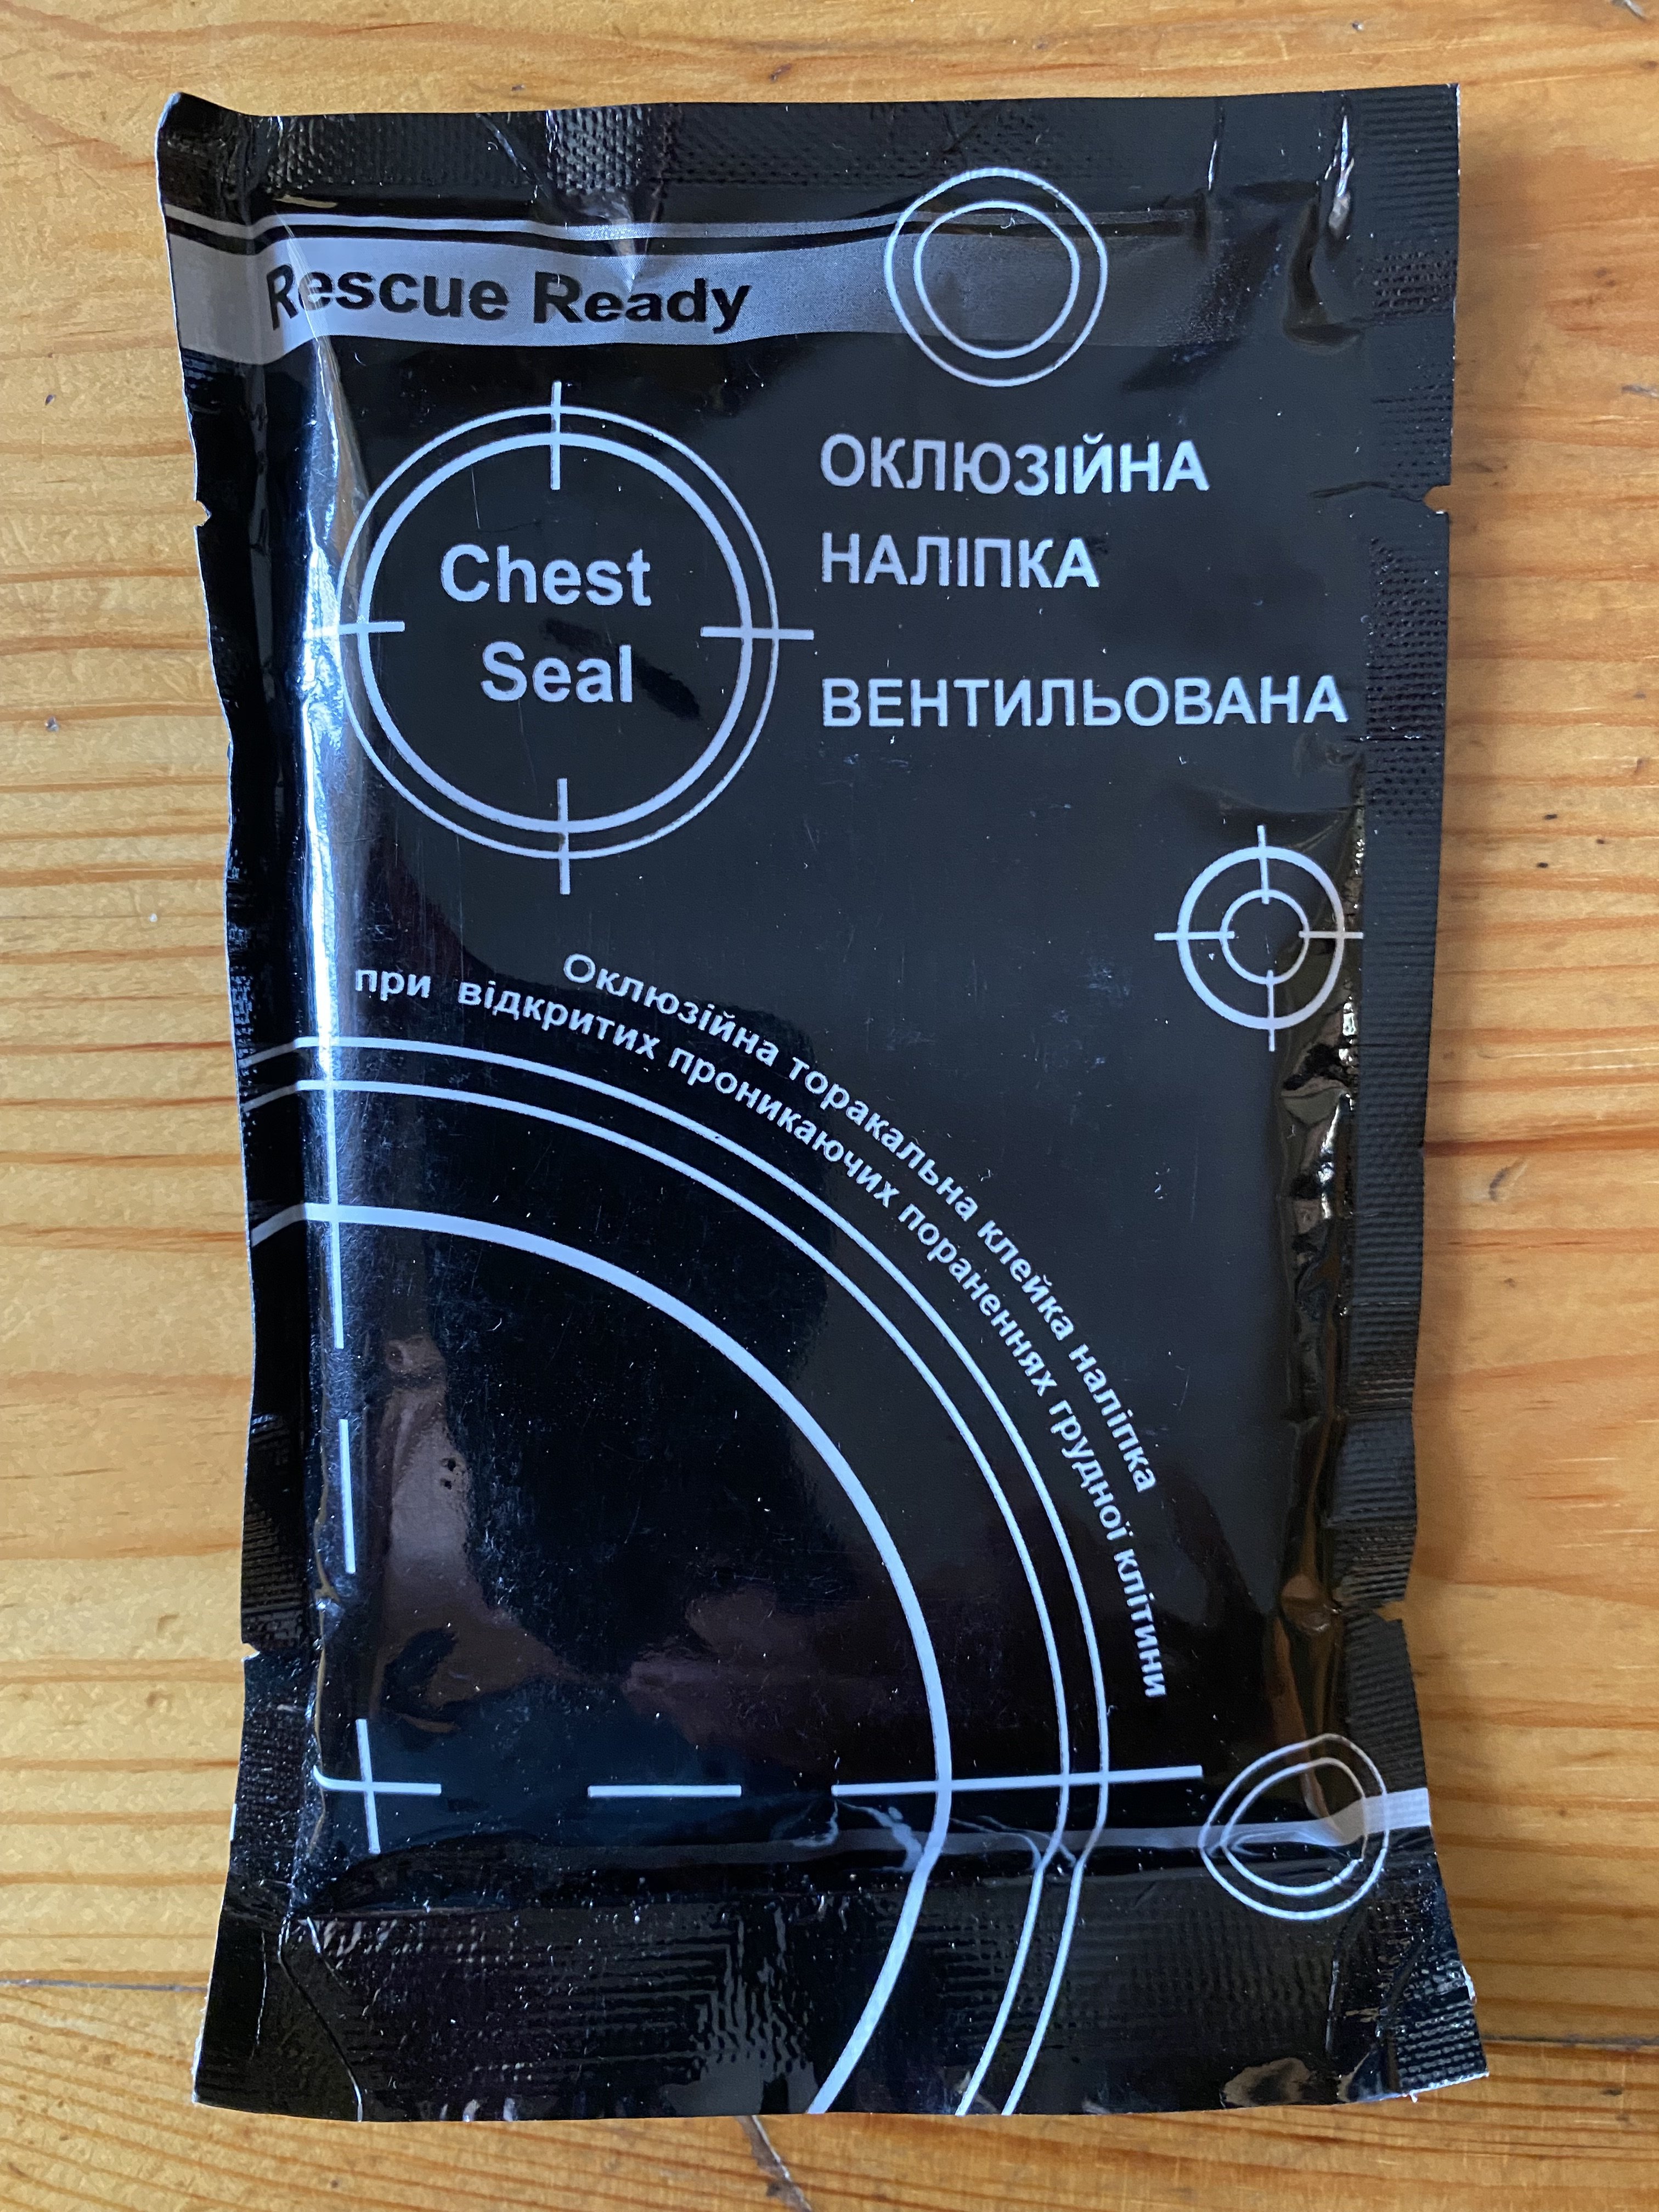 Rescue Ready
Chest
Seal
ОКЛЮЗІЙНА
НАЛІПКА
ВЕНТИЛЬОВАНА
Оклюзійна торакальна клейка наліпка
при відкритих проникаючих пораненнях грудної клітини